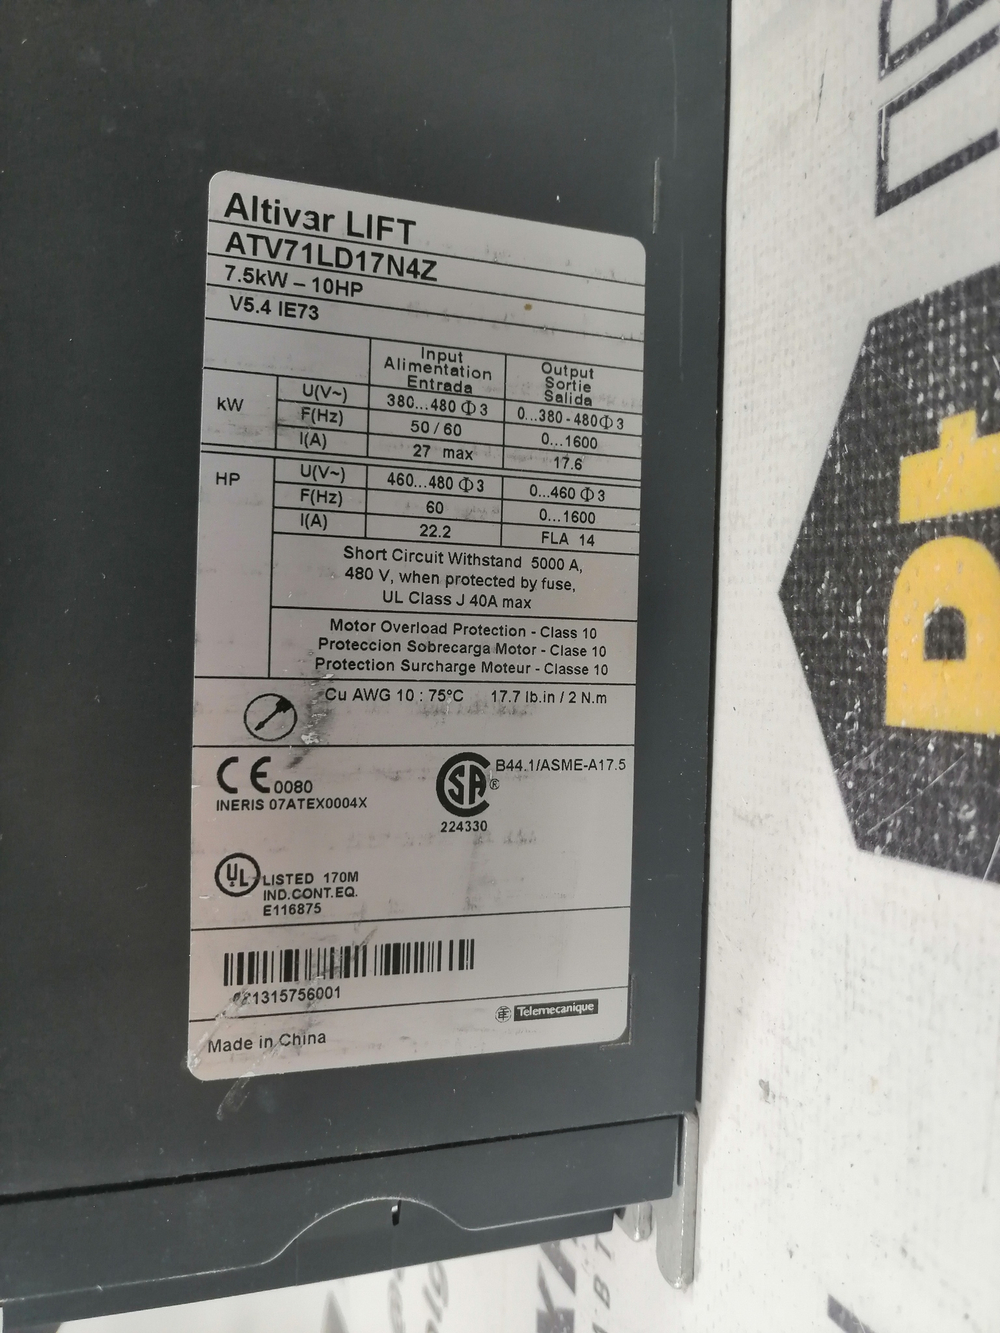 Altivar LIFT
ATV71LD17N4Z
7.5kW – 10HP
V5.4 IE73
Input
Alimentation
Entrada
Output
Sortie
Salida
kW
U(V~) 380...480 Φ 3 0...380 - 480Φ 3
F(Hz) 50 / 60 0...1600
I(A) 27 max 17.6
HP
U(V~) 460...480 Φ 3 0...460 Φ 3
F(Hz) 60 0...1600
I(A) 22.2 FLA 14
Short Circuit Withstand 5000 A,
480 V, when protected by fuse,
UL Class J 40A max
Motor Overload Protection - Class 10
Proteccion Sobrecarga Motor - Clase 10
Protection Surcharge Moteur - Classe 10
Cu AWG 10 : 75°C 17.7 lb.in / 2 N.m
CE 0080
INERIS 07ATEX0004X
SA ® B44.1/ASME-A17.5
224330
UL LISTED 170M
IND.CONT.EQ.
E116875
1315756001
Telemecanique
Made in China